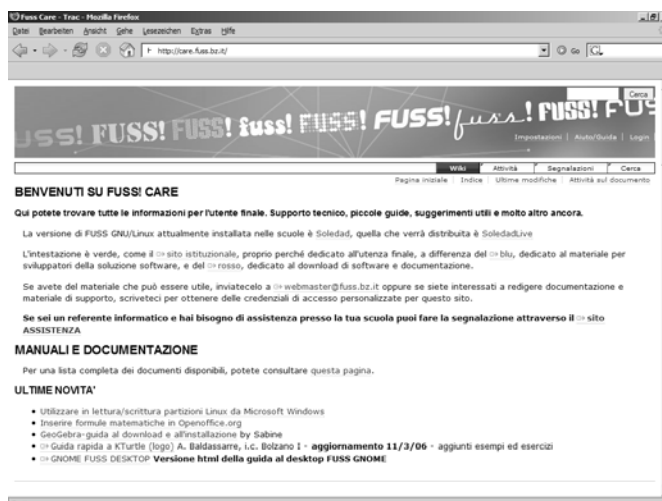 Fuss Care - Trac - Mozilla Firefox
Datei Bearbeiten Ansicht Gehe Lesezeichen Extras Hilfe
http://care.fuss.bz.it/ Go
Cerca
USS! FUSS! FUSS! fuss! FUSS! FUSS! fuss! FUSS! FUS
Impostazioni | Aiuto/Guida | Login
Wiki Attività Segnalazioni Cerca
Pagina iniziale | Indice | Ultime modifiche | Attività sul documento
BENVENUTI SU FUSS! CARE
Qui potete trovare tutte le informazioni per l'utente finale. Supporto tecnico, piccole guide, suggerimenti utili e molto altro ancora.
La versione di FUSS GNU/Linux attualmente installata nelle scuole è Soledad, quella che verrà distribuita è SoledadLive
L'intestazione è verde, come il sito istituzionale, proprio perché dedicato all'utenza finale, a differenza del blu, dedicato al materiale per
sviluppatori della soluzione software, e del rosso, dedicato al download di software e documentazione.
Se avete del materiale che può essere utile, inviatecelo a webmaster@fuss.bz.it oppure se siete interessati a redigere documentazione e
materiale di supporto, scriveteci per ottenere delle credenziali di accesso personalizzate per questo sito.
Se sei un referente informatico e hai bisogno di assistenza presso la tua scuola puoi fare la segnalazione attraverso il sito
ASSISTENZA
MANUALI E DOCUMENTAZIONE
Per una lista completa dei documenti disponibili, potete consultare questa pagina.
ULTIME NOVITA'
• Utilizzare in lettura/scrittura partizioni Linux da Microsoft Windows
• Inserire formule matematiche in Openoffice.org
• GeoGebra-guida al download e all'installazione by Sabine
• Guida rapida a KTurtle (logo) A. Baldassarre, i.c. Bolzano I - aggiornamento 11/3/06 - aggiunti esempi ed esercizi
• GNOME FUSS DESKTOP Versione html della guida al desktop FUSS GNOME